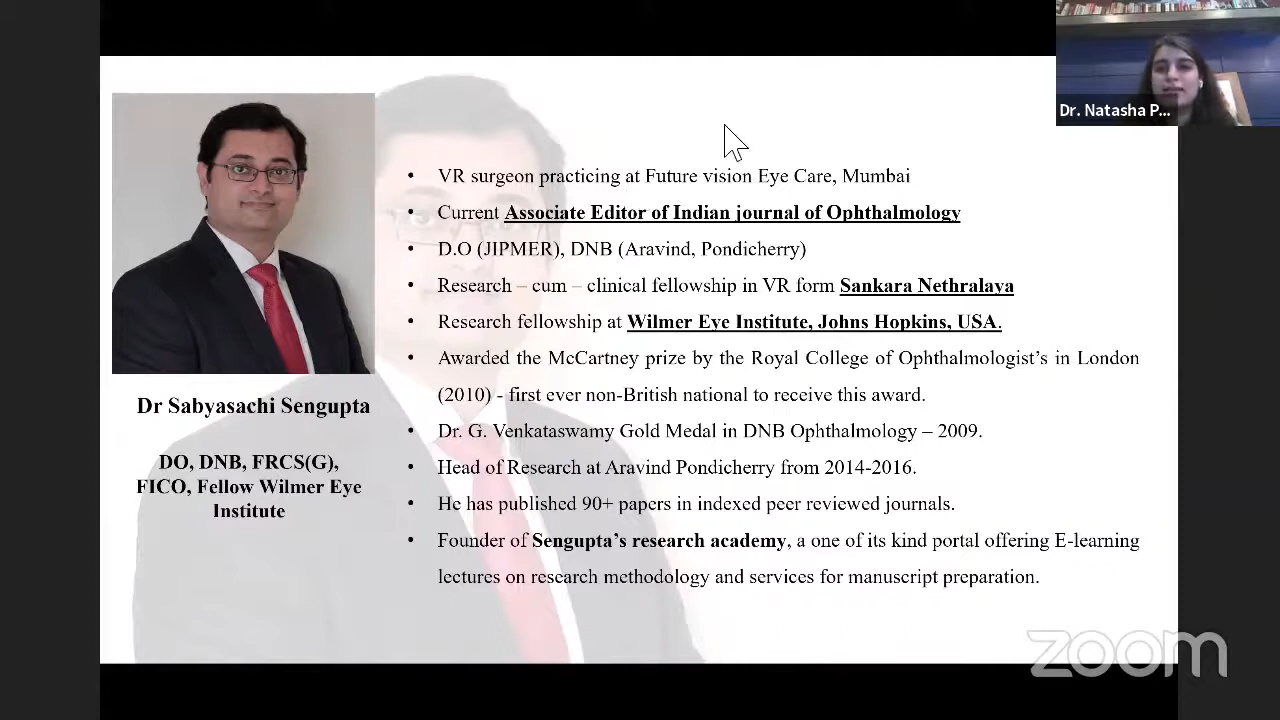 Dr. Natasha P...
• VR surgeon practicing at Future vision Eye Care, Mumbai
• Current Associate Editor of Indian journal of Ophthalmology
• D.O (JIPMER), DNB (Aravind, Pondicherry)
• Research – cum – clinical fellowship in VR form Sankara Nethralaya
• Research fellowship at Wilmer Eye Institute, Johns Hopkins, USA.
• Awarded the McCartney prize by the Royal College of Ophthalmologist's in London
(2010) - first ever non-British national to receive this award.
• Dr. G. Venkataswamy Gold Medal in DNB Ophthalmology – 2009.
• Head of Research at Aravind Pondicherry from 2014-2016.
• He has published 90+ papers in indexed peer reviewed journals.
• Founder of Sengupta's research academy, a one of its kind portal offering E-learning
lectures on research methodology and services for manuscript preparation.
Dr Sabyasachi Sengupta
DO, DNB, FRCS(G),
FICO, Fellow Wilmer Eye
Institute
zoom